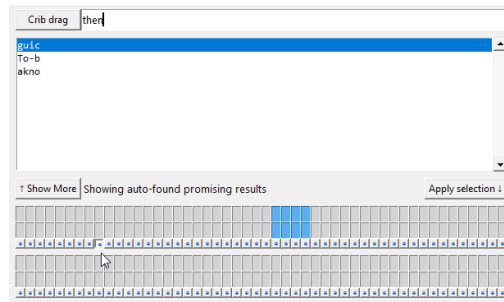 Crib drag then
guic
To-b
akno
↑ Show More Showing auto-found promising results Apply selection ↓